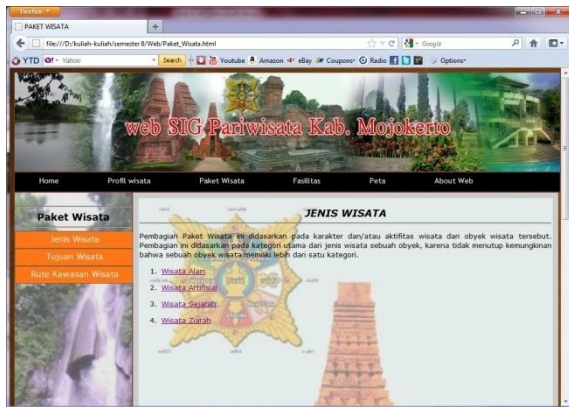 Firefox
PAKET WISATA
file:///D:/kuliah-kuliah/semester 8/Web/Paket_Wisata.html
Google
YTD
Yahoo
Search
Youtube
Amazon
eBay
Coupons
Radio
Options
web SIG Pariwisata Kab. Mojokerto
Home
Profil wisata
Paket Wisata
Fasilitas
Peta
About Web
Paket Wisata
Jenis Wisata
Tujuan Wisata
Rute Kawasan Wisata
JENIS WISATA
Pembagian Paket Wisata ini didasarkan pada karakter dan/atau aktifitas wisata dari obyek wisata tersebut.
Pembagian ini didasarkan pada kategori utama dari jenis wisata sebuah obyek, karena tidak menutup kemungkinan
bahwa sebuah obyek wisata memiliki lebih dari satu kategori.
1. Wisata Alam
2. Wisata Artifisial
3. Wisata Sejarah
4. Wisata Ziarah